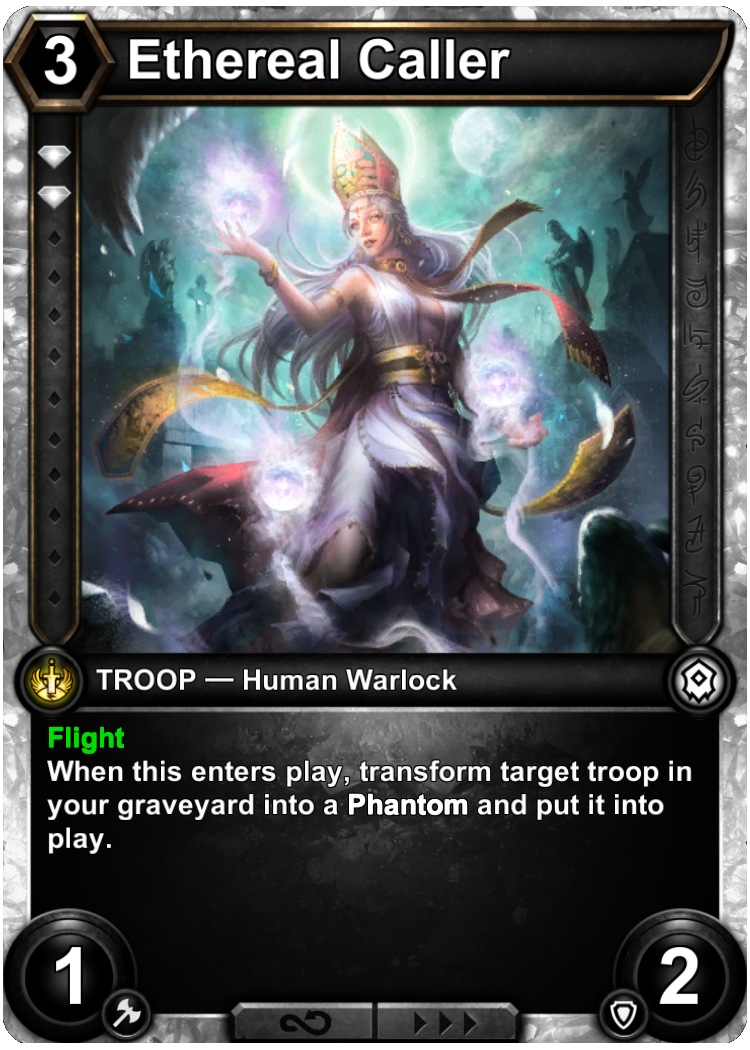 3 Ethereal Caller
TROOP — Human Warlock
Flight
When this enters play, transform target troop in
your graveyard into a Phantom and put it into
play.
1 2